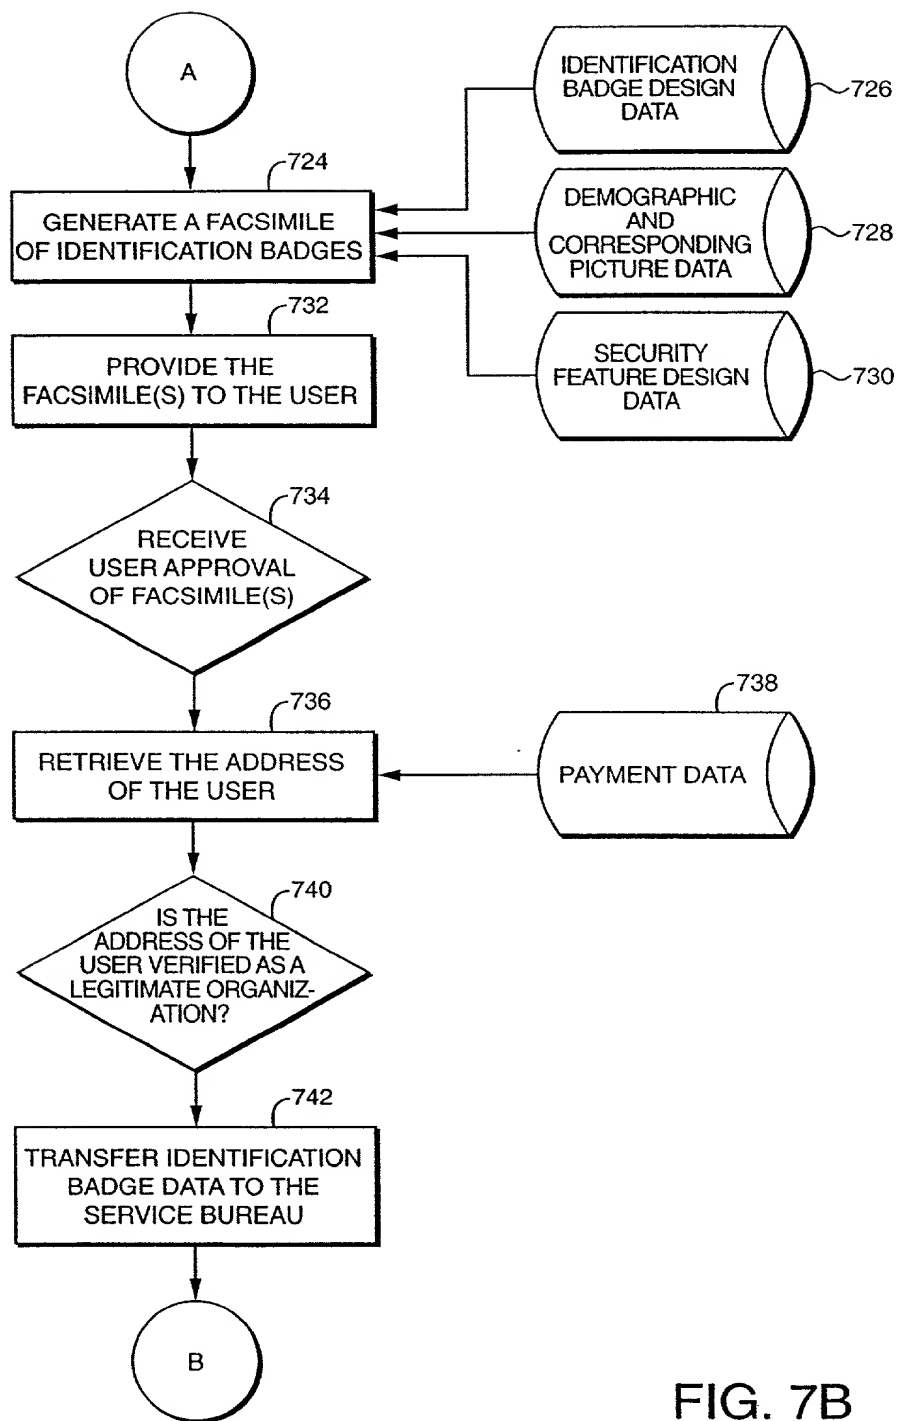 A
IDENTIFICATION
BADGE DESIGN
DATA
726
724
GENERATE A FACSIMILE
OF IDENTIFICATION BADGES
DEMOGRAPHIC
AND
CORRESPONDING
PICTURE DATA
728
732
PROVIDE THE
FACSIMILE(S) TO THE USER
SECURITY
FEATURE DESIGN
DATA
730
734
RECEIVE
USER APPROVAL
OF FACSIMILE(S)
736
RETRIEVE THE ADDRESS
OF THE USER
738
PAYMENT DATA
740
IS THE
ADDRESS OF THE
USER VERIFIED AS A
LEGITIMATE ORGANIZ-
ATION?
742
TRANSFER IDENTIFICATION
BADGE DATA TO THE
SERVICE BUREAU
B
FIG. 7B